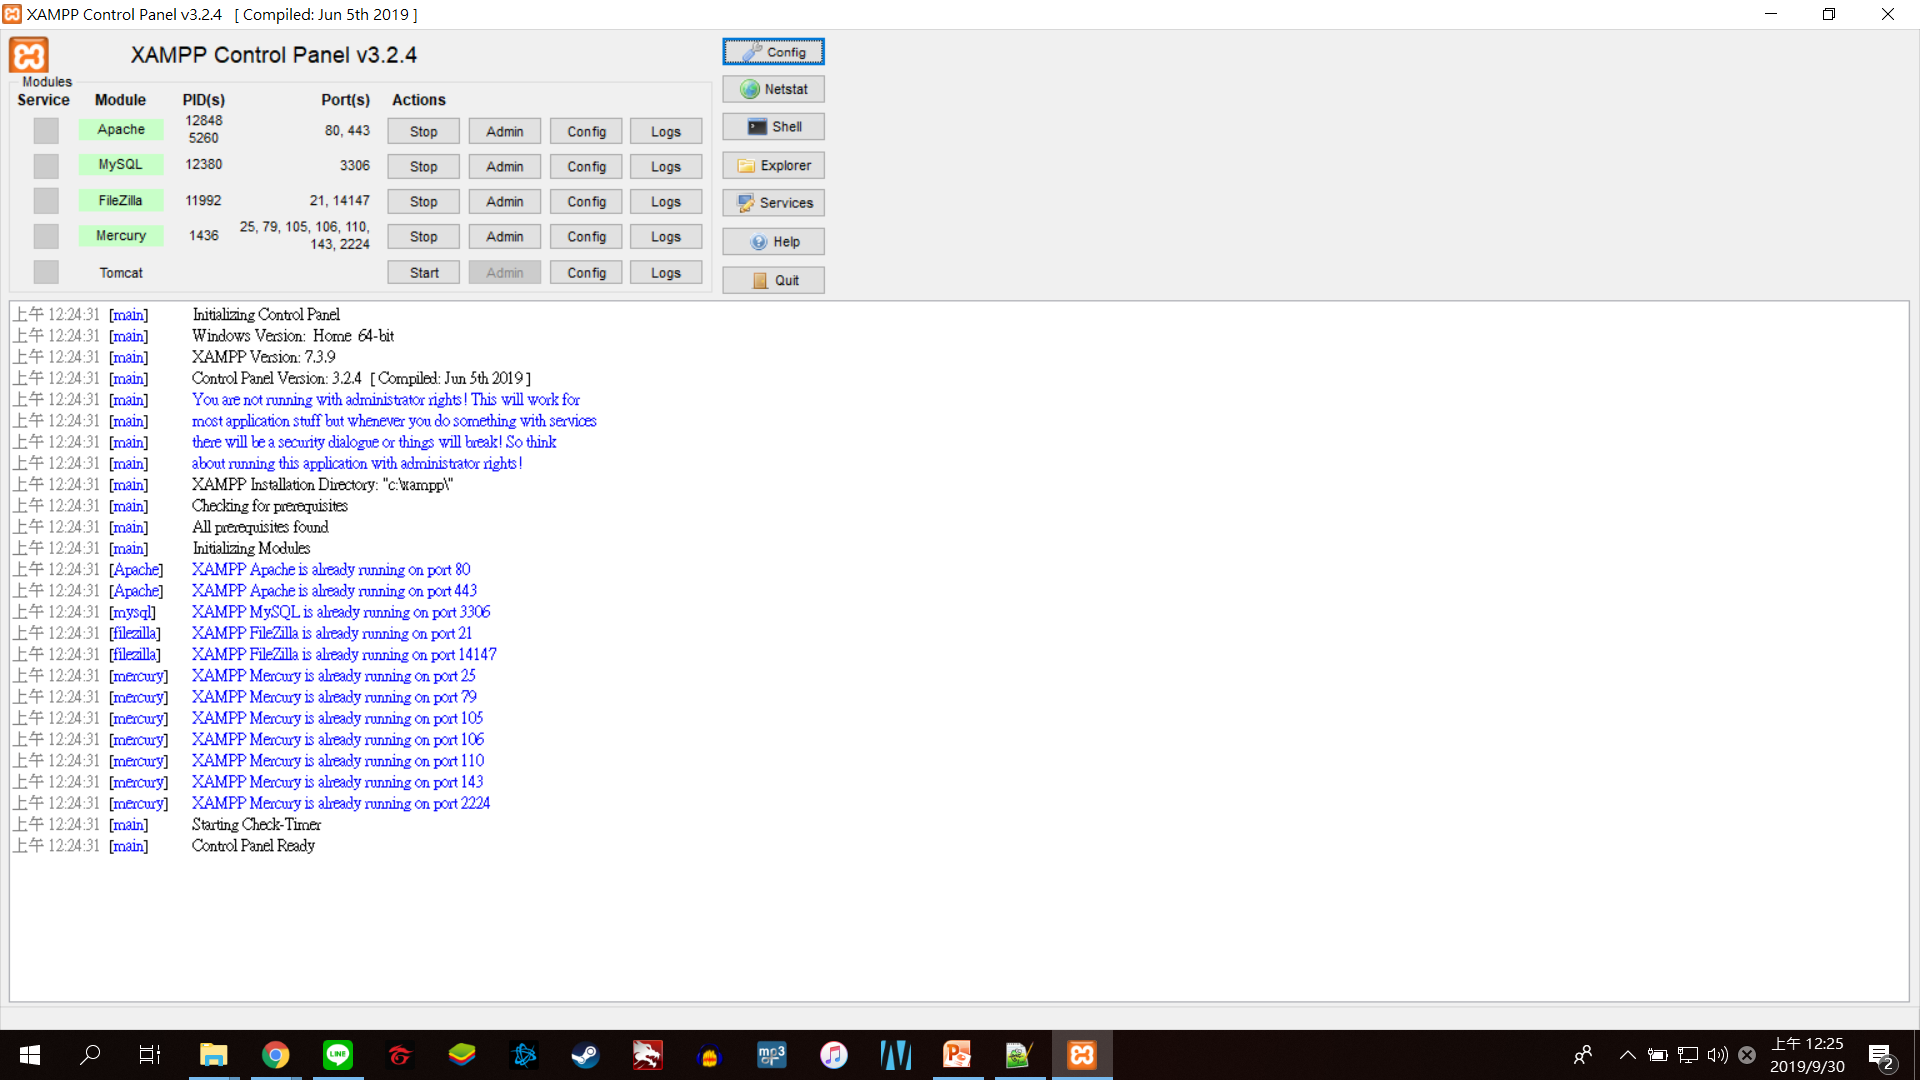 XAMPP Control Panel v3.2.4 [ Compiled: Jun 5th 2019 ]
XAMPP Control Panel v3.2.4
Config
Modules
Service Module PID(s) Port(s) Actions
Netstat
Apache 12848 5260 80, 443 Stop Admin Config Logs
Shell
MySQL 12380 3306 Stop Admin Config Logs
Explorer
FileZilla 11992 21, 14147 Stop Admin Config Logs
Services
Mercury 1436 25, 79, 105, 106, 110, 143, 2224 Stop Admin Config Logs
Help
Tomcat Start Admin Config Logs
Quit
上午 12:24:31 [main] Initializing Control Panel
上午 12:24:31 [main] Windows Version: Home 64-bit
上午 12:24:31 [main] XAMPP Version: 7.3.9
上午 12:24:31 [main] Control Panel Version: 3.2.4 [ Compiled: Jun 5th 2019 ]
上午 12:24:31 [main] You are not running with administrator rights! This will work for
上午 12:24:31 [main] most application stuff but whenever you do something with services
上午 12:24:31 [main] there will be a security dialogue or things will break! So think
上午 12:24:31 [main] about running this application with administrator rights!
上午 12:24:31 [main] XAMPP Installation Directory: "c:\xampp\"
上午 12:24:31 [main] Checking for prerequisites
上午 12:24:31 [main] All prerequisites found
上午 12:24:31 [main] Initializing Modules
上午 12:24:31 [Apache] XAMPP Apache is already running on port 80
上午 12:24:31 [Apache] XAMPP Apache is already running on port 443
上午 12:24:31 [mysql] XAMPP MySQL is already running on port 3306
上午 12:24:31 [filezilla] XAMPP FileZilla is already running on port 21
上午 12:24:31 [filezilla] XAMPP FileZilla is already running on port 14147
上午 12:24:31 [mercury] XAMPP Mercury is already running on port 25
上午 12:24:31 [mercury] XAMPP Mercury is already running on port 79
上午 12:24:31 [mercury] XAMPP Mercury is already running on port 105
上午 12:24:31 [mercury] XAMPP Mercury is already running on port 106
上午 12:24:31 [mercury] XAMPP Mercury is already running on port 110
上午 12:24:31 [mercury] XAMPP Mercury is already running on port 143
上午 12:24:31 [mercury] XAMPP Mercury is already running on port 2224
上午 12:24:31 [main] Starting Check-Timer
上午 12:24:31 [main] Control Panel Ready
LINE
mp3
上午 12:25
2019/9/30
2